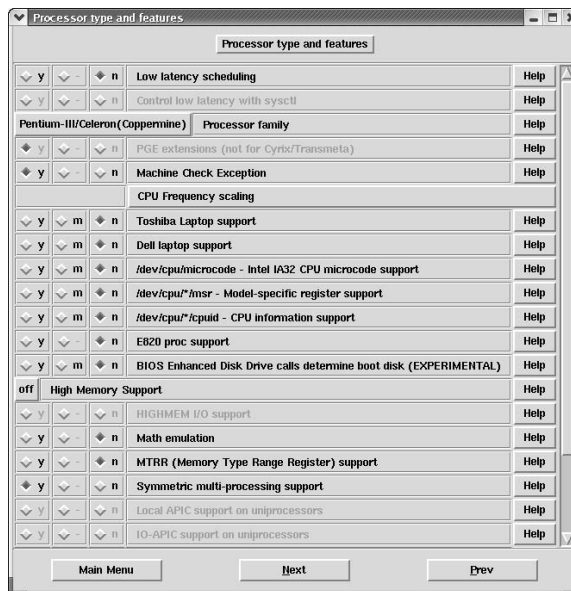 Processor type and features
Processor type and features
y - n Low latency scheduling Help
y - n Control low latency with sysctl Help
Pentium-III/Celeron(Coppermine) Processor family Help
y - n PGE extensions (not for Cyrix/Transmeta) Help
y - n Machine Check Exception Help
CPU Frequency scaling
y m n Toshiba Laptop support Help
y m n Dell laptop support Help
y m n /dev/cpu/microcode - Intel IA32 CPU microcode support Help
y m n /dev/cpu/*/msr - Model-specific register support Help
y m n /dev/cpu/*/cpuid - CPU information support Help
y - n E820 proc support Help
y m n BIOS Enhanced Disk Drive calls determine boot disk (EXPERIMENTAL) Help
off High Memory Support Help
y - n HIGHMEM I/O support Help
y - n Math emulation Help
y - n MTRR (Memory Type Range Register) support Help
y - n Symmetric multi-processing support Help
y - n Local APIC support on uniprocessors Help
y - n IO-APIC support on uniprocessors Help
Main Menu Next Prev